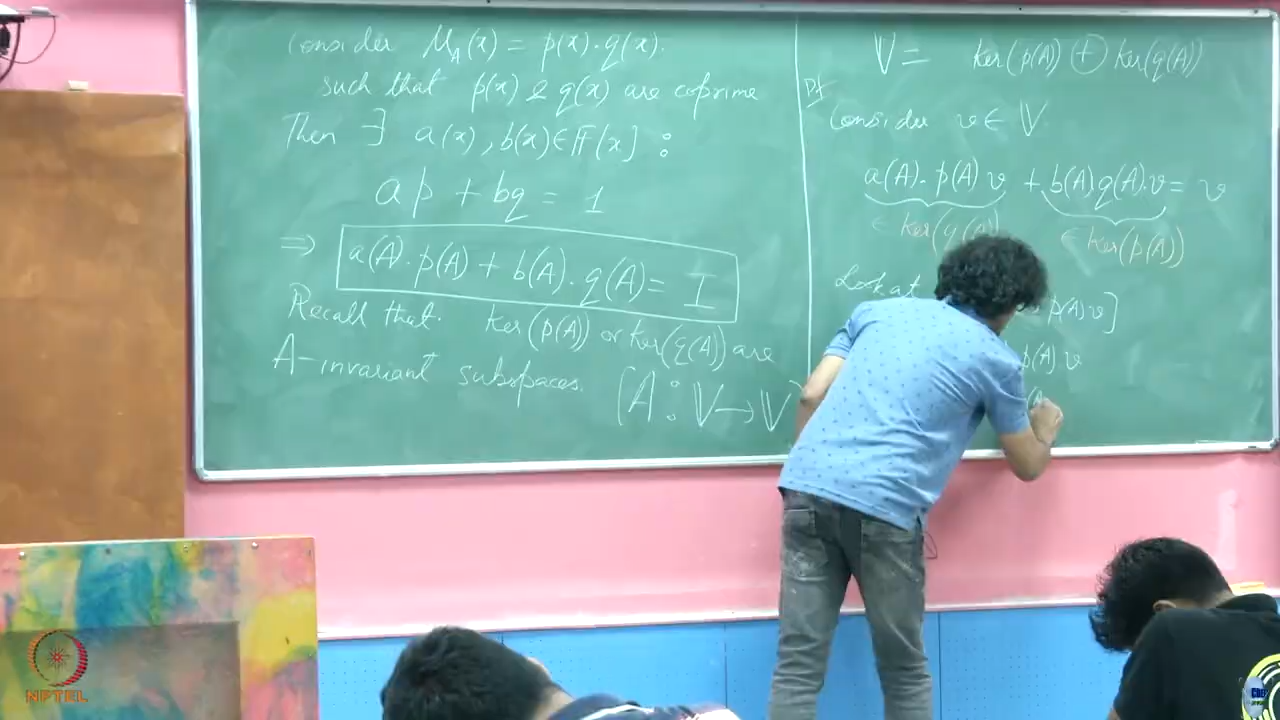 Consider μ_A(x) = p(x)·q(x).
such that p(x) & q(x) are coprime
Then ∃ a(x), b(x) ∈ F[x] :
ap + bq = 1
⇒ a(A)·p(A) + b(A)·q(A) = I
Recall that ker(p(A)) or ker(q(A)) are
A-invariant subspaces. (A : V → V
V = ker(p(A)) ⊕ ker(q(A))
Pf
Consider v ∈ V
a(A)·p(A)v + b(A)q(A)·v = v
∈ ker(q(A)) ∈ ker(p(A))
Look at p(A)v]
p(A)v
NPTEL